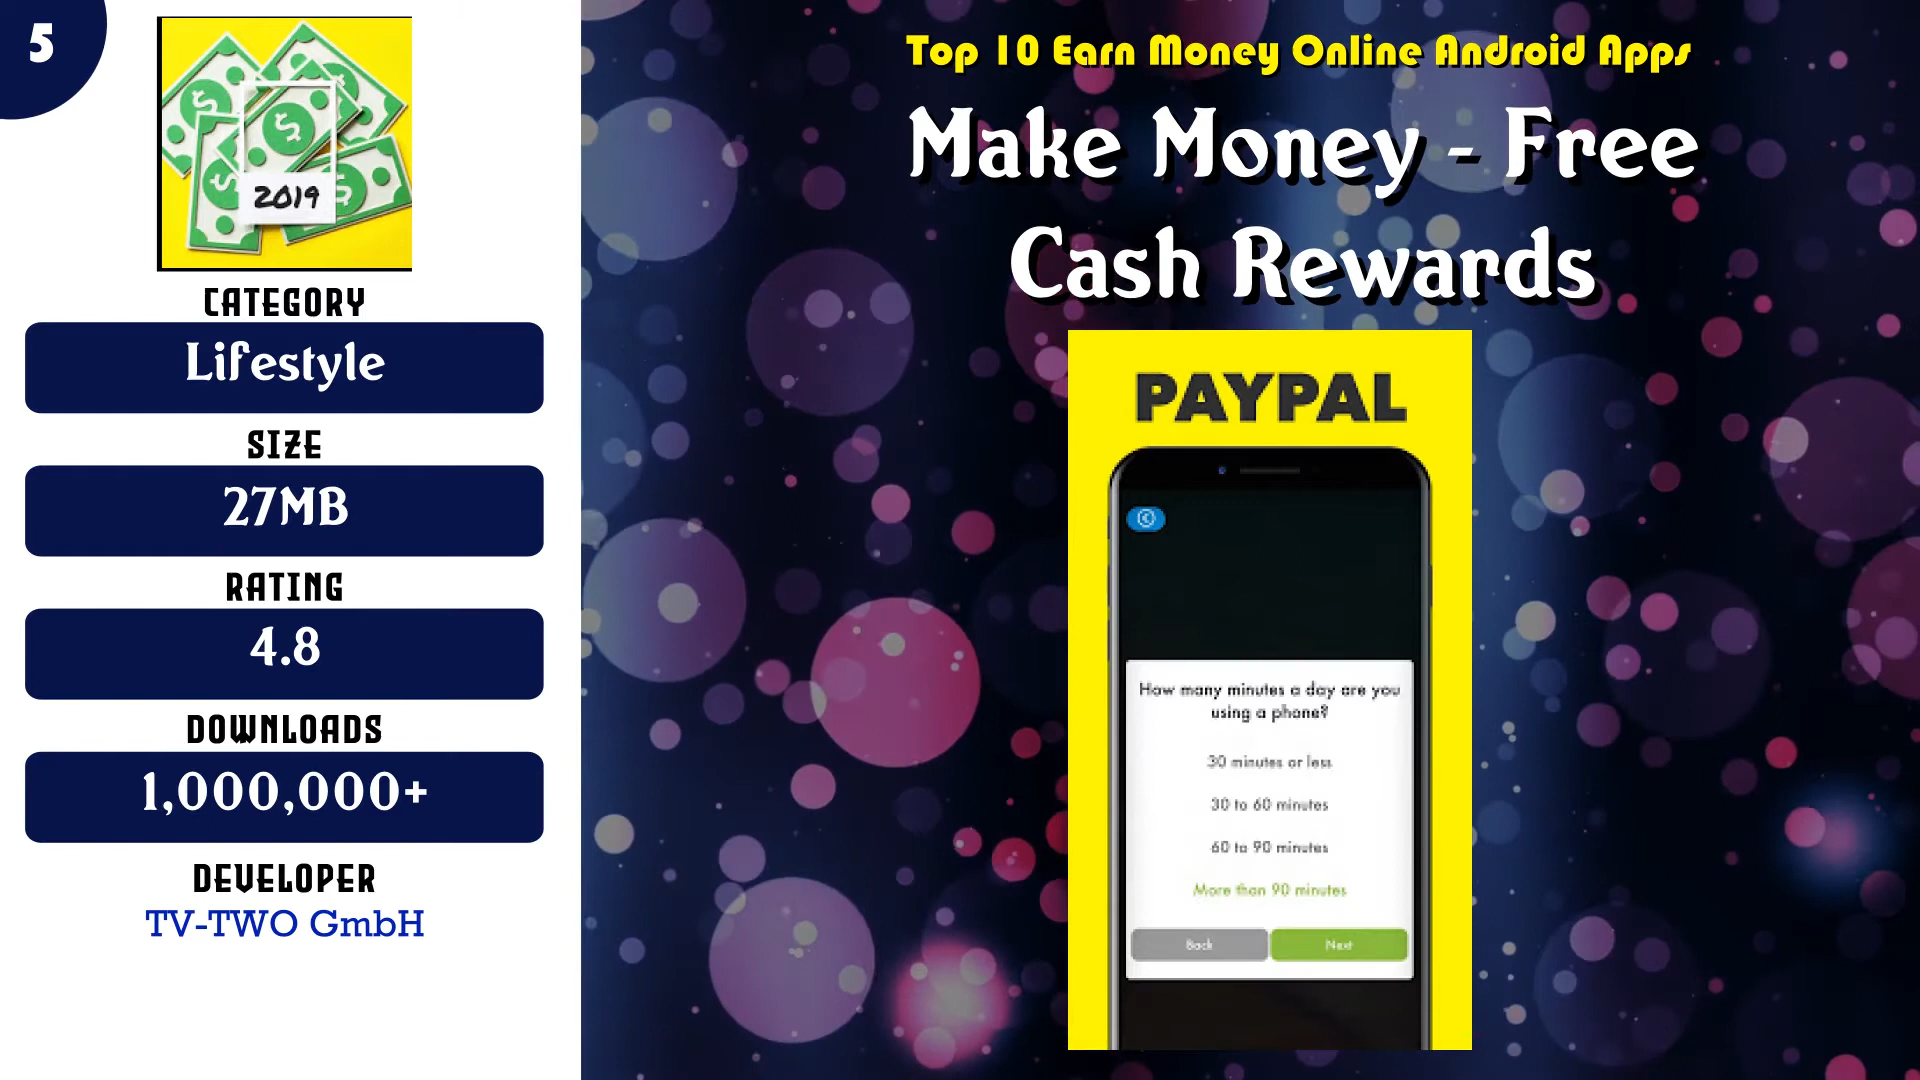 5
2019
CATEGORY
Lifestyle
SIZE
27MB
RATING
4.8
DOWNLOADS
1,000,000+
DEVELOPER
TV-TWO GmbH
Top 10 Earn Money Online Android Apps
Make Money - Free
Cash Rewards
PAYPAL
How many minutes a day are you
using a phone?
30 minutes or less
30 to 60 minutes
60 to 90 minutes
More than 90 minutes
Back
Next